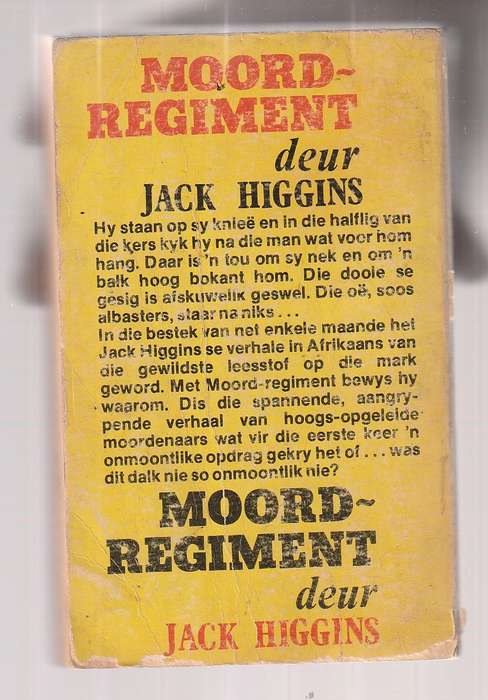 MOORD~
REGIMENT
deur
JACK HIGGINS
Hy staan op sy knieë en in die halflig van
die kers kyk hy na die man wat voor hom
hang. Daar is 'n tou om sy nek en om 'n
balk hoog bokant hom. Die dooie se
gesig is afskuwelik geswel. Die oë, soos
albasters, staar na niks . . .
In die bestek van net enkele maande het
Jack Higgins se verhale in Afrikaans van
die gewildste leesstof op die mark
geword. Met Moord-regiment bewys hy
waarom. Dis die spannende, aangry-
pende verhaal van hoogs-opgeleide
moordenaars wat vir die eerste keer 'n
onmoontlike opdrag gekry het of . . . was
dit dalk nie so onmoontlik nie?
MOORD~
REGIMENT
deur
JACK HIGGINS